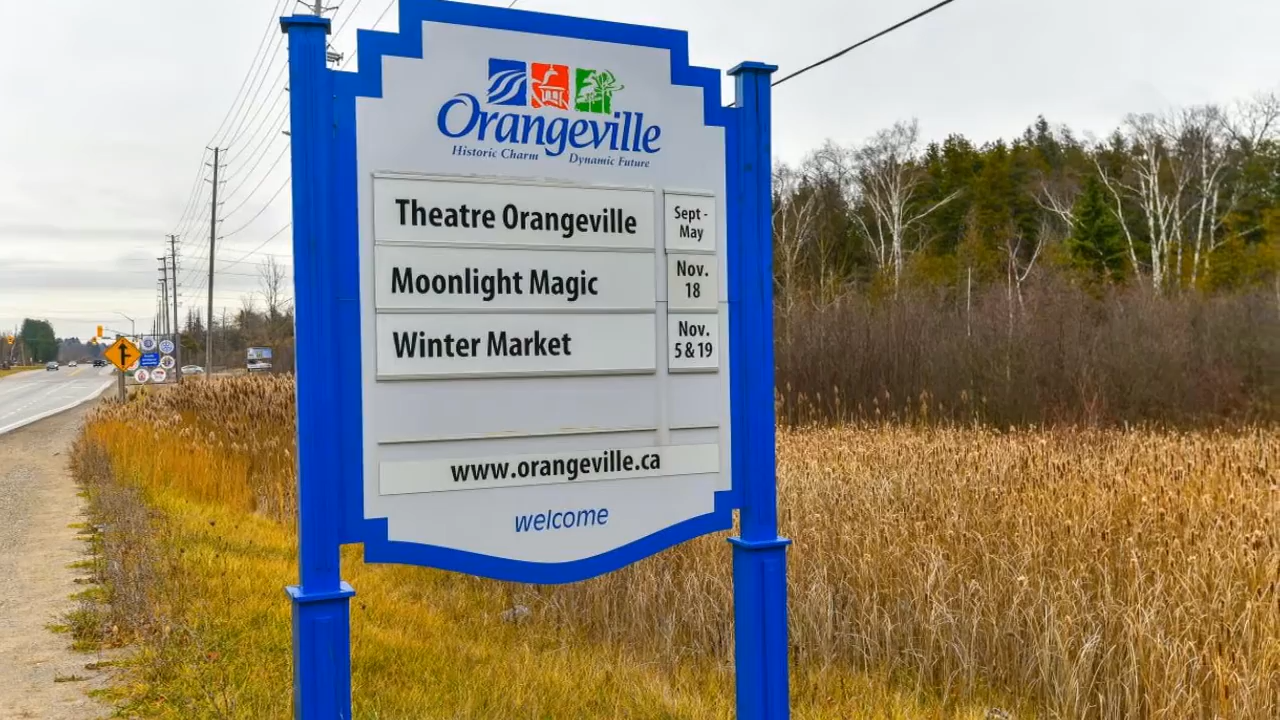 Orangeville
Historic Charm Dynamic Future
Theatre Orangeville
Sept -
May
Moonlight Magic
Nov.
18
Winter Market
Nov.
5 & 19
www.orangeville.ca
welcome